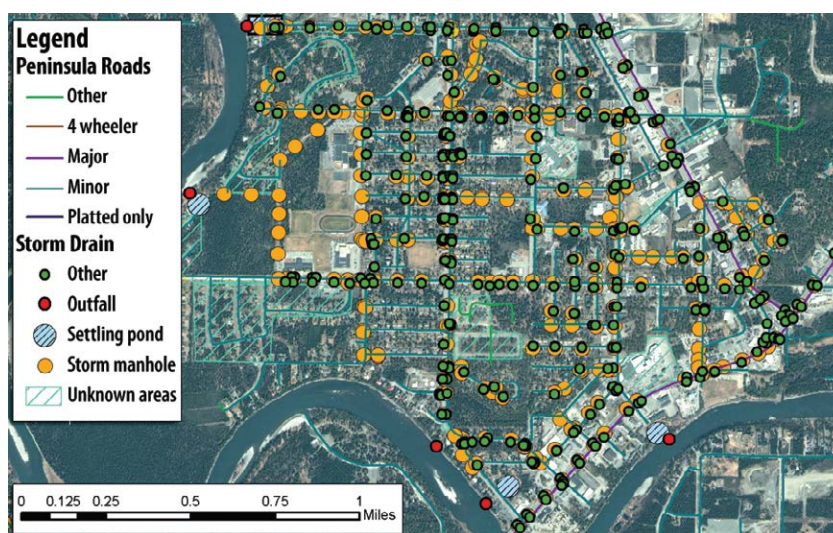 Legend
Peninsula Roads
Other
4 wheeler
Major
Minor
Platted only
Storm Drain
Other
Outfall
Settling pond
Storm manhole
Unknown areas
0 0.125 0.25 0.5 0.75 1
Miles